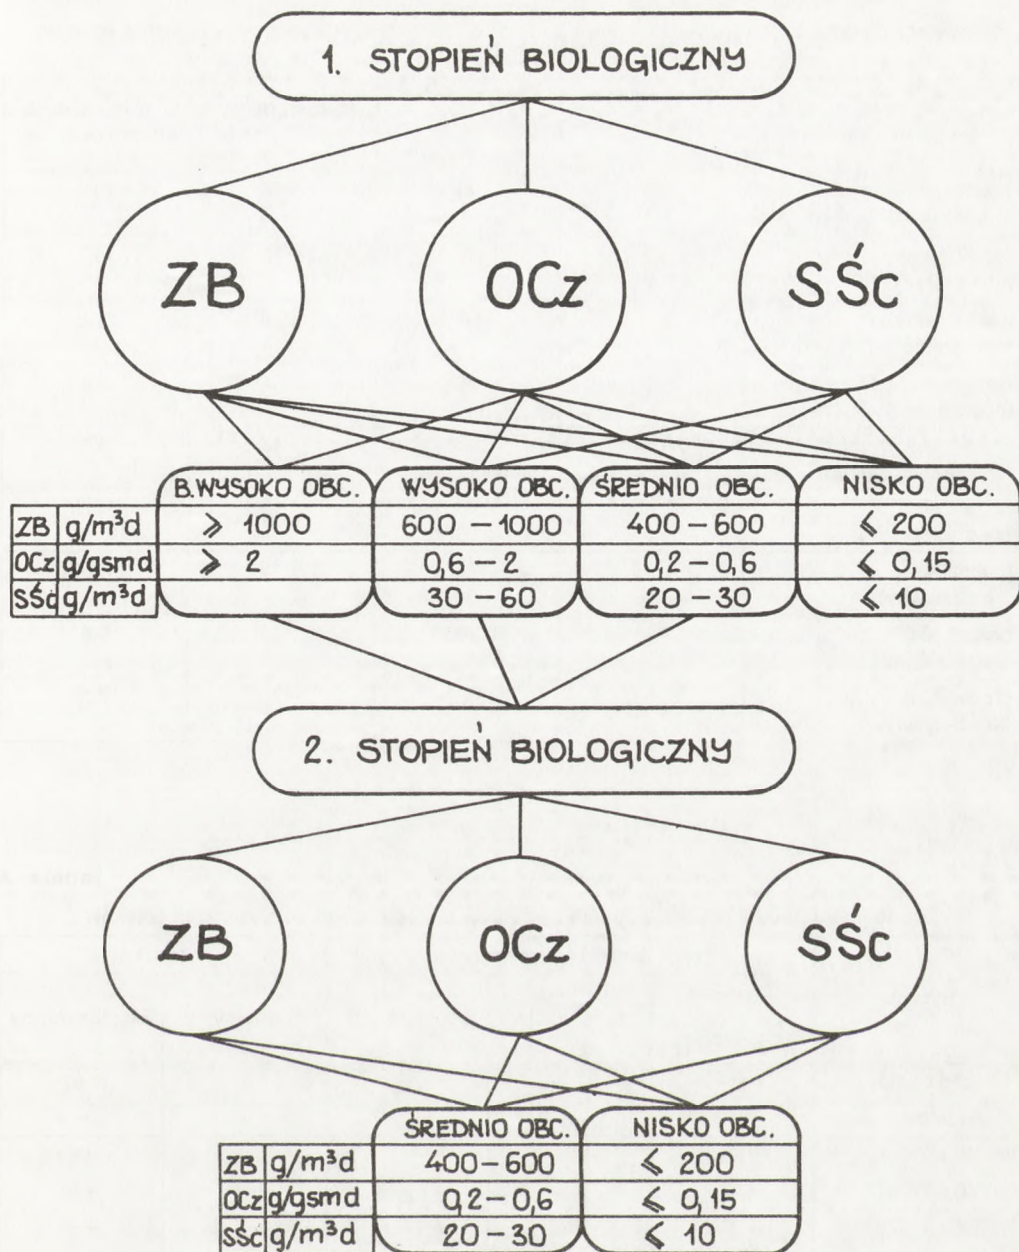 1. STOPIEŃ BIOLOGICZNY
ZB OCz SŚc
B.WYSOKO OBC. WYSOKO OBC. ŚREDNIO OBC. NISKO OBC.
ZB g/m³d ⩾ 1000 600 – 1000 400 – 600 ⩽ 200
OCz g/gsmd ⩾ 2 0,6 – 2 0,2 – 0,6 ⩽ 0,15
SŚc g/m³d 30 – 60 20 – 30 ⩽ 10
2. STOPIEŃ BIOLOGICZNY
ZB OCz SŚc
ŚREDNIO OBC. NISKO OBC.
ZB g/m³d 400 – 600 ⩽ 200
OCz g/gsmd 0,2 – 0,6 ⩽ 0,15
SŚc g/m³d 20 – 30 ⩽ 10